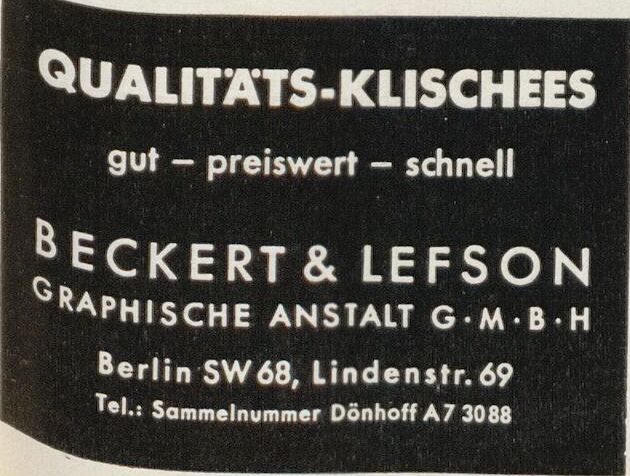 QUALITÄTS-KLISCHEES
gut – preiswert – schnell
BECKERT & LEFSON
GRAPHISCHE ANSTALT G·M·B·H
Berlin SW 68, Lindenstr. 69
Tel.: Sammelnummer Dönhoff A7 3088